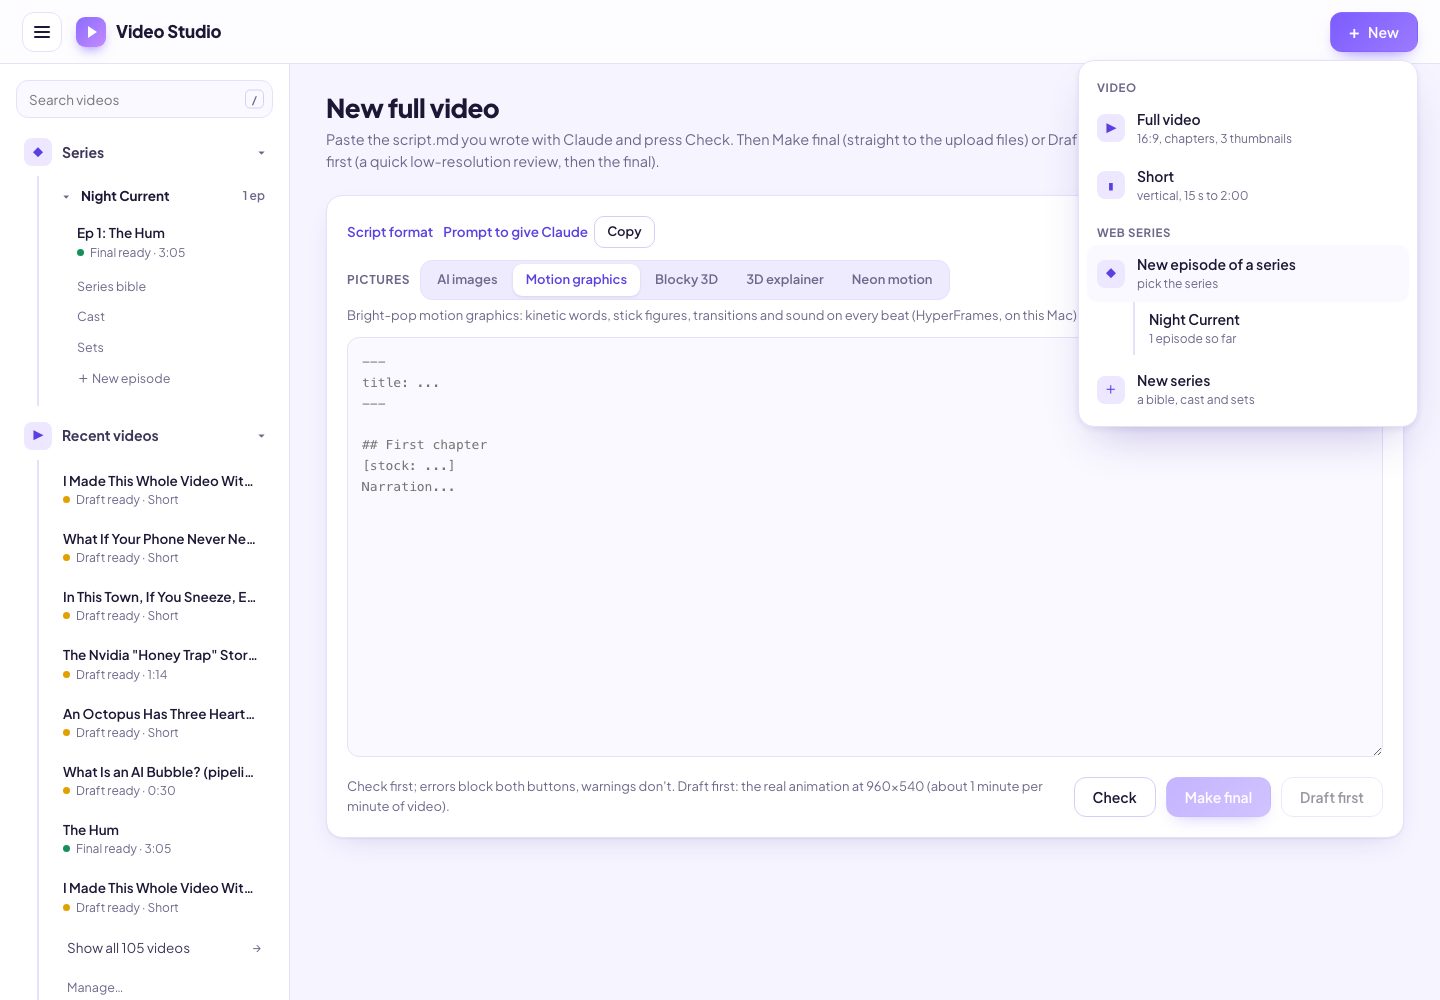 Video Studio
+ New
Search videos
/
Series
Night Current
1 ep
Ep 1: The Hum
Final ready · 3:05
Series bible
Cast
Sets
+ New episode
Recent videos
I Made This Whole Video Wit...
Draft ready · Short
What If Your Phone Never Ne...
Draft ready · Short
In This Town, If You Sneeze, E...
Draft ready · Short
The Nvidia "Honey Trap" Stor...
Draft ready · 1:14
An Octopus Has Three Heart...
Draft ready · Short
What Is an AI Bubble? (pipeli...
Draft ready · 0:30
The Hum
Final ready · 3:05
I Made This Whole Video Wit...
Draft ready · Short
Show all 105 videos →
Manage...
New full video
Paste the script.md you wrote with Claude and press Check. Then Make final (straight to the upload files) or Draf
first (a quick low-resolution review, then the final).
Script format Prompt to give Claude Copy
PICTURES AI images Motion graphics Blocky 3D 3D explainer Neon motion
Bright-pop motion graphics: kinetic words, stick figures, transitions and sound on every beat (HyperFrames, on this Mac)
---
title: ...
---
## First chapter
[stock: ...]
Narration...
Check first; errors block both buttons, warnings don't. Draft first: the real animation at 960×540 (about 1 minute per
minute of video).
Check Make final Draft first
VIDEO
Full video
16:9, chapters, 3 thumbnails
Short
vertical, 15 s to 2:00
WEB SERIES
New episode of a series
pick the series
Night Current
1 episode so far
+ New series
a bible, cast and sets